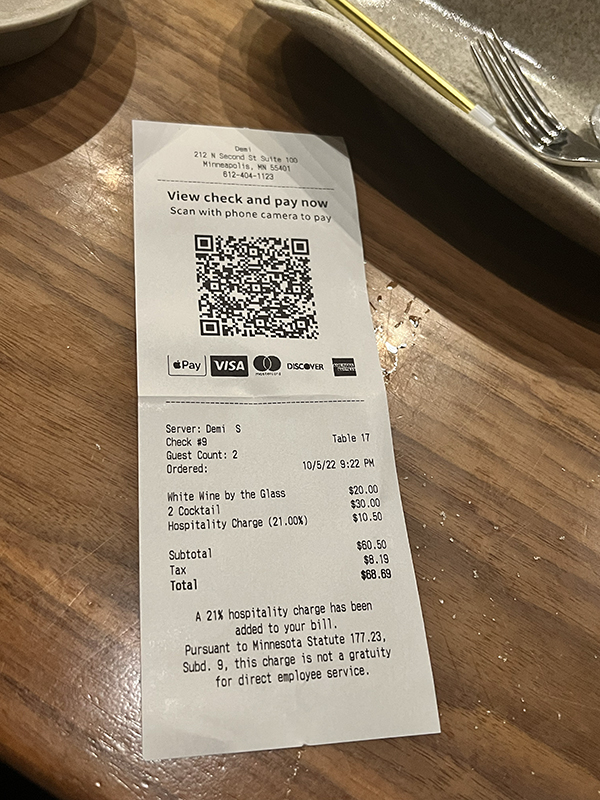 Demi
212 N Second St Suite 100
Minneapolis, MN 55401
612-404-1123
View check and pay now
Scan with phone camera to pay
Pay VISA mastercard DISCOVER AMERICAN EXPRESS
Server: Demi S
Check #9 Table 17
Guest Count: 2
Ordered: 10/5/22 9:22 PM
White Wine by the Glass $20.00
2 Cocktail $30.00
Hospitality Charge (21.00%) $10.50
Subtotal $60.50
Tax $8.19
Total $68.69
A 21% hospitality charge has been
added to your bill.
Pursuant to Minnesota Statute 177.23,
Subd. 9, this charge is not a gratuity
for direct employee service.